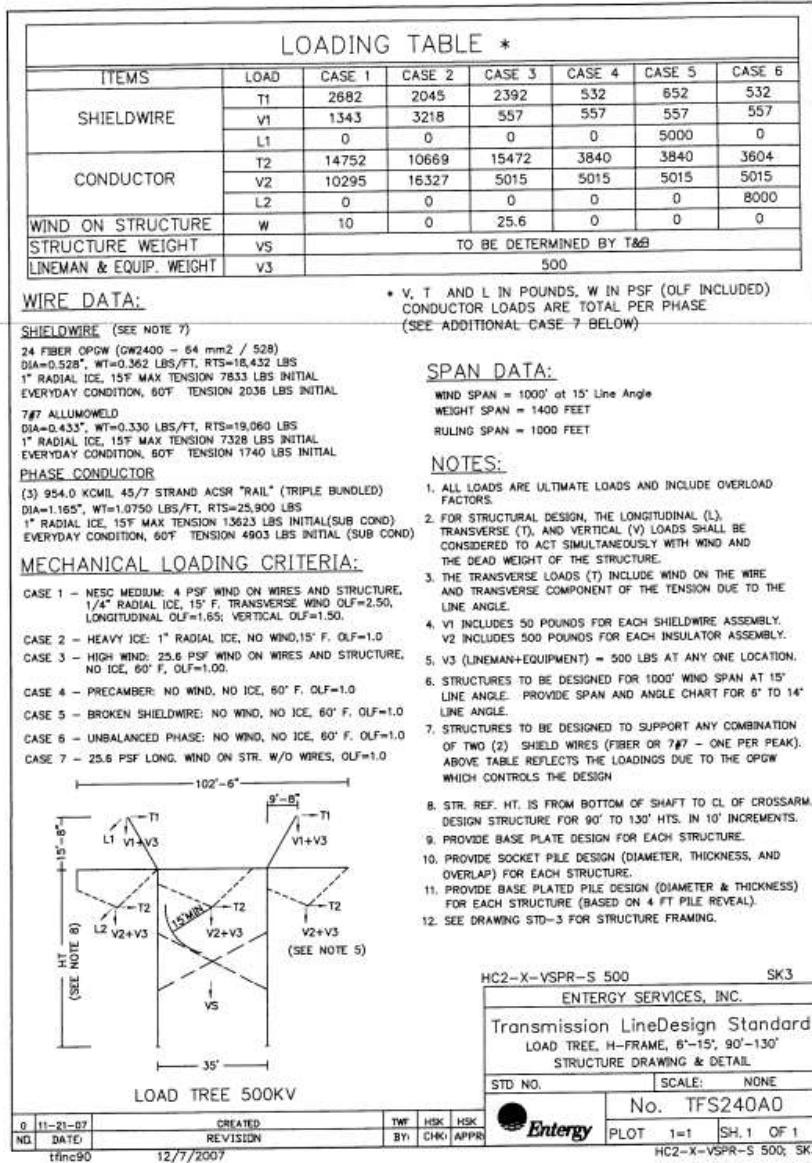 LOADING TABLE *
ITEMS LOAD CASE 1 CASE 2 CASE 3 CASE 4 CASE 5 CASE 6
SHIELDWIRE T1 2682 2045 2392 532 652 532
V1 1343 3218 557 557 557 557
L1 0 0 0 0 5000 0
CONDUCTOR T2 14752 10669 15472 3840 3840 3604
V2 10295 16327 5015 5015 5015 5015
L2 0 0 0 0 0 8000
WIND ON STRUCTURE W 10 0 25.6 0 0 0
STRUCTURE WEIGHT VS TO BE DETERMINED BY T&B
LINEMAN & EQUIP. WEIGHT V3 500
* V, T AND L IN POUNDS, W IN PSF (OLF INCLUDED)
CONDUCTOR LOADS ARE TOTAL PER PHASE
(SEE ADDITIONAL CASE 7 BELOW)
WIRE DATA:
SHIELDWIRE (SEE NOTE 7)
24 FIBER OPGW (GW2400 - 64 mm2 / 528)
DIA=0.528", WT=0.362 LBS/FT, RTS=18,432 LBS
1" RADIAL ICE, 15°F MAX TENSION 7833 LBS INITIAL
EVERYDAY CONDITION, 60°F TENSION 2036 LBS INITIAL
7#7 ALLUMOWELD
DIA=0.433", WT=0.330 LBS/FT, RTS=19,060 LBS
1" RADIAL ICE, 15°F MAX TENSION 7328 LBS INITIAL
EVERYDAY CONDITION, 60°F TENSION 1740 LBS INITIAL
PHASE CONDUCTOR
(3) 954.0 KCMIL 45/7 STRAND ACSR "RAIL" (TRIPLE BUNDLED)
DIA=1.165", WT=1.0750 LBS/FT, RTS=25,900 LBS
1" RADIAL ICE, 15°F MAX TENSION 13623 LBS INITIAL(SUB COND)
EVERYDAY CONDITION, 60°F TENSION 4903 LBS INITIAL (SUB COND)
SPAN DATA:
WIND SPAN = 1000' at 15° Line Angle
WEIGHT SPAN = 1400 FEET
RULING SPAN = 1000 FEET
MECHANICAL LOADING CRITERIA:
CASE 1 - NESC MEDIUM: 4 PSF WIND ON WIRES AND STRUCTURE,
1/4" RADIAL ICE, 15° F, TRANSVERSE WIND OLF=2.50,
LONGITUDINAL OLF=1.65; VERTICAL OLF=1.50.
CASE 2 - HEAVY ICE: 1" RADIAL ICE, NO WIND,15° F. OLF=1.0
CASE 3 - HIGH WIND: 25.6 PSF WIND ON WIRES AND STRUCTURE,
NO ICE, 60° F, OLF=1.00.
CASE 4 - PRECAMBER: NO WIND, NO ICE, 60° F. OLF=1.0
CASE 5 - BROKEN SHIELDWIRE: NO WIND, NO ICE, 60° F. OLF=1.0
CASE 6 - UNBALANCED PHASE: NO WIND, NO ICE, 60° F. OLF=1.0
CASE 7 - 25.6 PSF LONG. WIND ON STR. W/O WIRES, OLF=1.0
NOTES:
1. ALL LOADS ARE ULTIMATE LOADS AND INCLUDE OVERLOAD
FACTORS.
2. FOR STRUCTURAL DESIGN, THE LONGITUDINAL (L),
TRANSVERSE (T), AND VERTICAL (V) LOADS SHALL BE
CONSIDERED TO ACT SIMULTANEOUSLY WITH WIND AND
THE DEAD WEIGHT OF THE STRUCTURE.
3. THE TRANSVERSE LOADS (T) INCLUDE WIND ON THE WIRE
AND TRANSVERSE COMPONENT OF THE TENSION DUE TO THE
LINE ANGLE.
4. V1 INCLUDES 50 POUNDS FOR EACH SHIELDWIRE ASSEMBLY.
V2 INCLUDES 500 POUNDS FOR EACH INSULATOR ASSEMBLY.
5. V3 (LINEMAN+EQUIPMENT) = 500 LBS AT ANY ONE LOCATION.
6. STRUCTURES TO BE DESIGNED FOR 1000' WIND SPAN AT 15°
LINE ANGLE. PROVIDE SPAN AND ANGLE CHART FOR 6° TO 14°
LINE ANGLE.
7. STRUCTURES TO BE DESIGNED TO SUPPORT ANY COMBINATION
OF TWO (2) SHIELD WIRES (FIBER OR 7#7 - ONE PER PEAK).
ABOVE TABLE REFLECTS THE LOADINGS DUE TO THE OPGW
WHICH CONTROLS THE DESIGN
8. STR. REF. HT. IS FROM BOTTOM OF SHAFT TO CL OF CROSSARM.
DESIGN STRUCTURE FOR 90' TO 130' HTS. IN 10' INCREMENTS.
9. PROVIDE BASE PLATE DESIGN FOR EACH STRUCTURE.
10. PROVIDE SOCKET PILE DESIGN (DIAMETER, THICKNESS, AND
OVERLAP) FOR EACH STRUCTURE.
11. PROVIDE BASE PLATED PILE DESIGN (DIAMETER & THICKNESS)
FOR EACH STRUCTURE (BASED ON 4 FT PILE REVEAL).
12. SEE DRAWING STD-3 FOR STRUCTURE FRAMING.
102'-6"
9'-8"
15'-8"
T1 T1
L1 V1+V3 V1+V3
T2 T2 T2
15'MIN
L2 V2+V3 V2+V3 V2+V3
(SEE NOTE 5)
HT
(SEE NOTE 8)
VS
35'
LOAD TREE 500KV
HC2-X-VSPR-S 500 SK3
ENTERGY SERVICES, INC.
Transmission LineDesign Standard
LOAD TREE, H-FRAME, 6°-15°, 90'-130'
STRUCTURE DRAWING & DETAIL
STD NO. SCALE: NONE
Entergy
No. TFS240A0
PLOT 1=1 SH. 1 OF 1
0 11-21-07 CREATED TWF HSK HSK
NO. DATE: REVISION BY: CHK: APPR:
tfinc90 12/7/2007
HC2-X-VSPR-S 500; SK